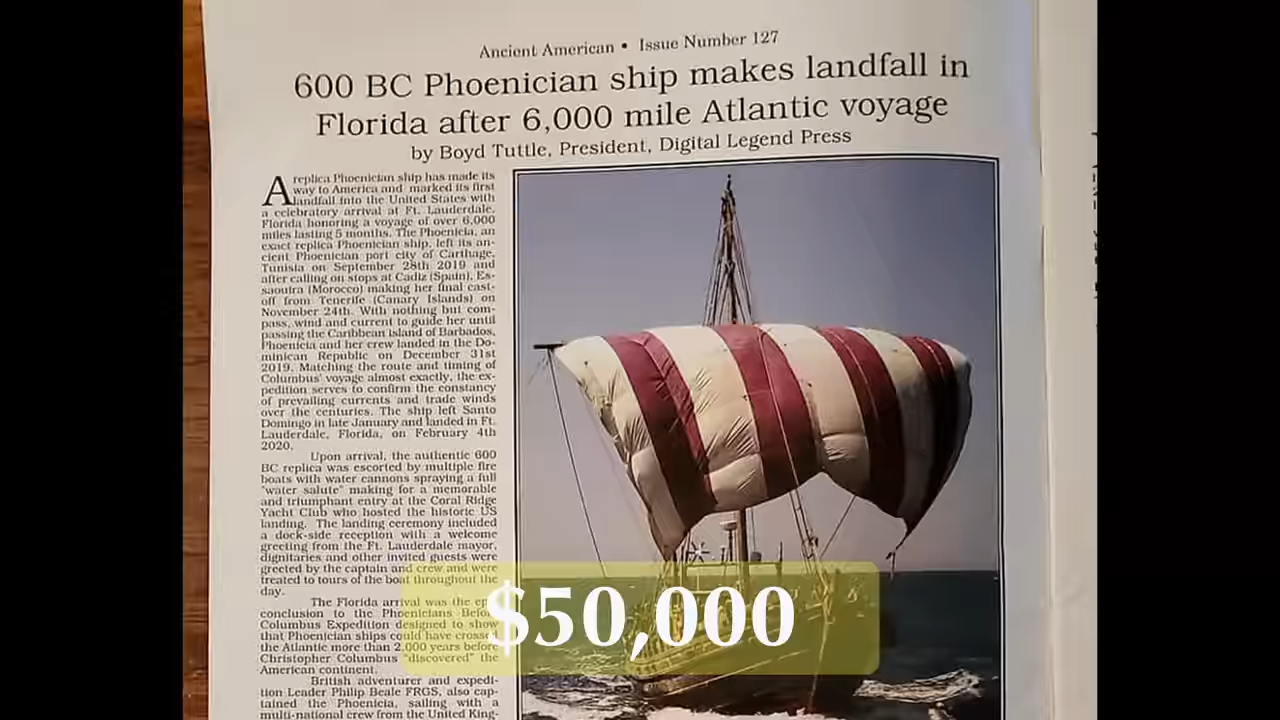 Ancient American • Issue Number 127
600 BC Phoenician ship makes landfall in
Florida after 6,000 mile Atlantic voyage
by Boyd Tuttle, President, Digital Legend Press
A replica Phoenician ship has made its
way to America and marked its first
landfall into the United States with
a celebratory arrival at Ft. Lauderdale,
Florida honoring a voyage of over 6,000
miles lasting 5 months. The Phoenicia, an
exact replica Phoenician ship, left its an-
cient Phoenician port city of Carthage,
Tunisia on September 28th 2019 and
after calling on stops at Cadiz (Spain), Es-
saouira (Morocco) making her final cast-
off from Tenerife (Canary Islands) on
November 24th. With nothing but com-
pass, wind and current to guide her until
passing the Caribbean island of Barbados,
Phoenicia and her crew landed in the Do-
minican Republic on December 31st
2019. Matching the route and timing of
Columbus' voyage almost exactly, the ex-
pedition serves to confirm the constancy
of prevailing currents and trade winds
over the centuries. The ship left Santo
Domingo in late January and landed in Ft.
Lauderdale, Florida, on February 4th
2020.
Upon arrival, the authentic 600
BC replica was escorted by multiple fire
boats with water cannons spraying a full
"water salute" making for a memorable
and triumphant entry at the Coral Ridge
Yacht Club who hosted the historic US
landing. The landing ceremony included
a dock-side reception with a welcome
greeting from the Ft. Lauderdale mayor,
dignitaries and other invited guests were
greeted by the captain and crew and were
treated to tours of the boat throughout the
day.
The Florida arrival was the
conclusion to the Phoenicians Before
Columbus Expedition designed to show
that Phoenician ships could have crossed
the Atlantic more than 2,000 years before
Christopher Columbus "discovered" the
American continent.
British adventurer and expedi-
tion Leader Philip Beale FRGS, also cap-
tained the Phoenicia, sailing with a
multi-national crew from the United King-
$50,000